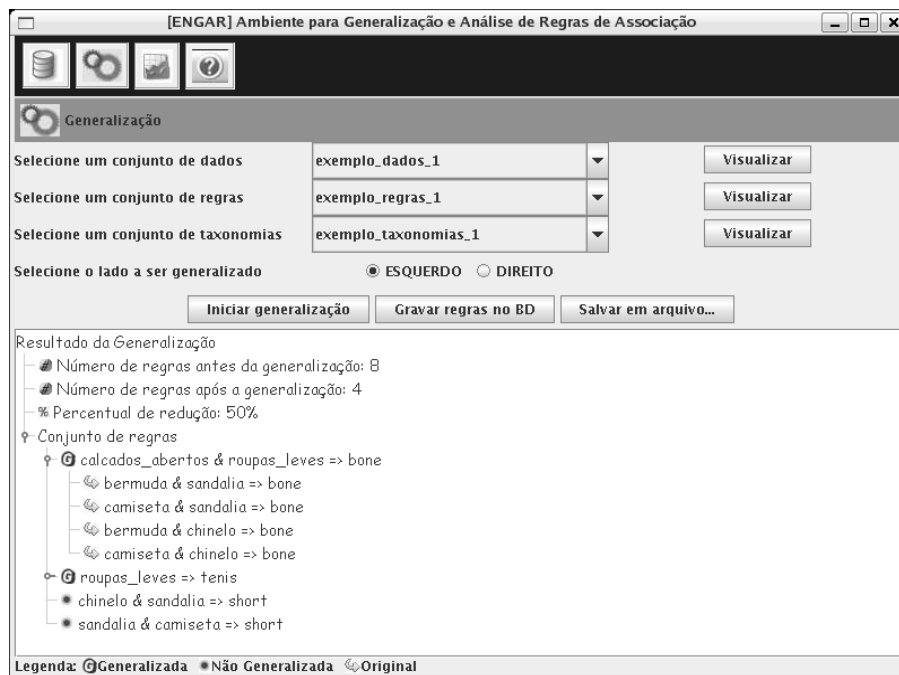 [ENGAR] Ambiente para Generalização e Análise de Regras de Associação
Generalização
Selecione um conjunto de dados exemplo_dados_1 Visualizar
Selecione um conjunto de regras exemplo_regras_1 Visualizar
Selecione um conjunto de taxonomias exemplo_taxonomias_1 Visualizar
Selecione o lado a ser generalizado ESQUERDO DIREITO
Iniciar generalização Gravar regras no BD Salvar em arquivo...
Resultado da Generalização
# Número de regras antes da generalização: 8
# Número de regras após a generalização: 4
% Percentual de redução: 50%
Conjunto de regras
G calcados_abertos & roupas_leves => bone
bermuda & sandalia => bone
camiseta & sandalia => bone
bermuda & chinelo => bone
camiseta & chinelo => bone
G roupas_leves => tenis
chinelo & sandalia => short
sandalia & camiseta => short
Legenda: G Generalizada Não Generalizada Original